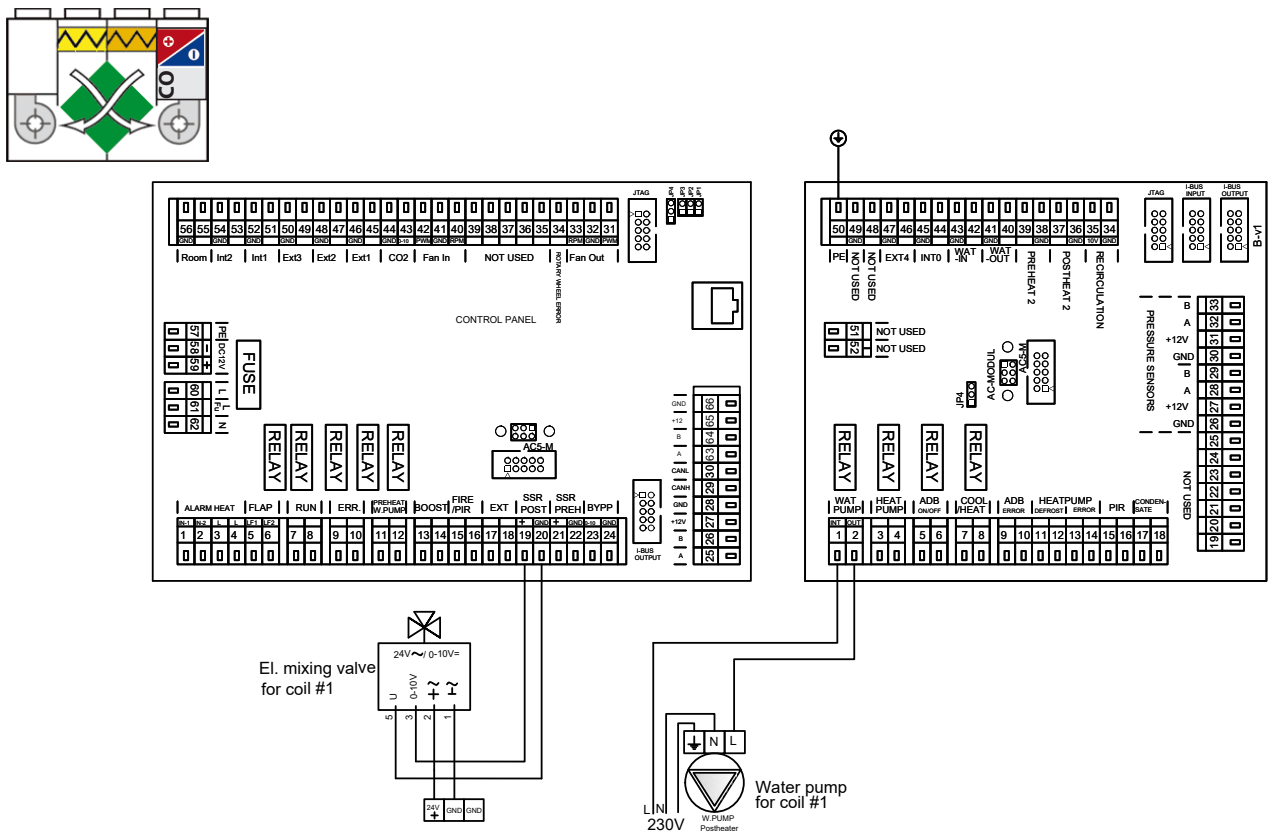 CO
+
−
JTAG
JP4
JP3
JP2
JP1
56 55 54 53 52 51 50 49 48 47 46 45 44 43 42 41 40 39 38 37 36 35 34 33 32 31
GND GND GND GND GND GND GND 0-10 PWM GND RPM RPM GND PWM
Room Int2 Int1 Ext3 Ext2 Ext1 CO2 Fan In NOT USED ROTARY WHEEL ERROR Fan Out
CONTROL PANEL
57 58 59
PE DC12V
− +
60 61 62
L L Fu N
FUSE
RELAY RELAY RELAY RELAY RELAY
AC5-M
GND 66
+12 65
B 64
A 63
CANL 30
CANH 29
GND 28
+12V 27
B 26
A 25
I-BUS
OUTPUT
ALARM HEAT FLAP RUN ERR. PREHEAT W.PUMP BOOST FIRE /PIR EXT SSR POST SSR PREH BYPP
IN-1 IN-2 L L LF1 LF2 + GND + GND 0-10 GND
1 2 3 4 5 6 7 8 9 10 11 12 13 14 15 16 17 18 19 20 21 22 23 24
El. mixing valve
for coil #1
24V~/ 0-10V=
U 0-10V + ~ - ~
5 3 2 1
24V + GND GND
50 49 48 47 46 45 44 43 42 41 40 39 38 37 36 35 34
GND GND GND GND GND GND GND 10V GND
PE NOT USED NOT USED EXT4 INT0 WAT -IN WAT -OUT PREHEAT 2 POSTHEAT 2 RECIRCULATION
JTAG
I-BUS
INPUT
I-BUS
OUTPUT
B-v1
51 NOT USED
52 NOT USED
AC-MODUL
AC5-M
JP4
PRESSURE SENSORS
B 33
A 32
+12V 31
GND 30
B 29
A 28
+12V 27
GND 26
25
24
23
22
21
20
19
NOT USED
RELAY RELAY RELAY RELAY
WAT PUMP HEAT PUMP ADB ON/OFF COOL /HEAT ADB ERROR HEATPUMP DEFROST ERROR PIR CONDEN- SATE
INT OUT
1 2 3 4 5 6 7 8 9 10 11 12 13 14 15 16 17 18
N L
L N
230V
W.PUMP
Postheater
Water pump
for coil #1